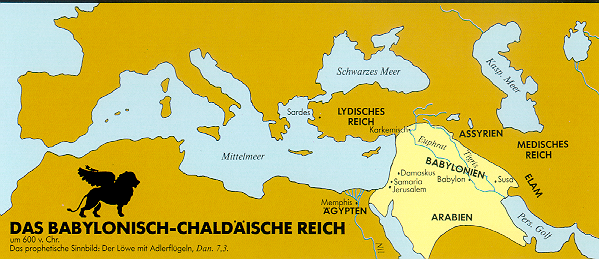 Schwarzes Meer
Kasp. Meer
Sardes
LYDISCHES
REICH
Karkemisch
ASSYRIEN
MEDISCHES
REICH
Euphrat
Tigris
Mittelmeer
BABYLONIEN
Damaskus
Babylon
Susa
ELAM
Samaria
Jerusalem
Memphis
ÄGYPTEN
ARABIEN
Pers. Golf
Nil
DAS BABYLONISCH-CHALDÄISCHE REICH
um 600 v. Chr.
Das prophetische Sinnbild: Der Löwe mit Adlerflügeln, Dan. 7,3.